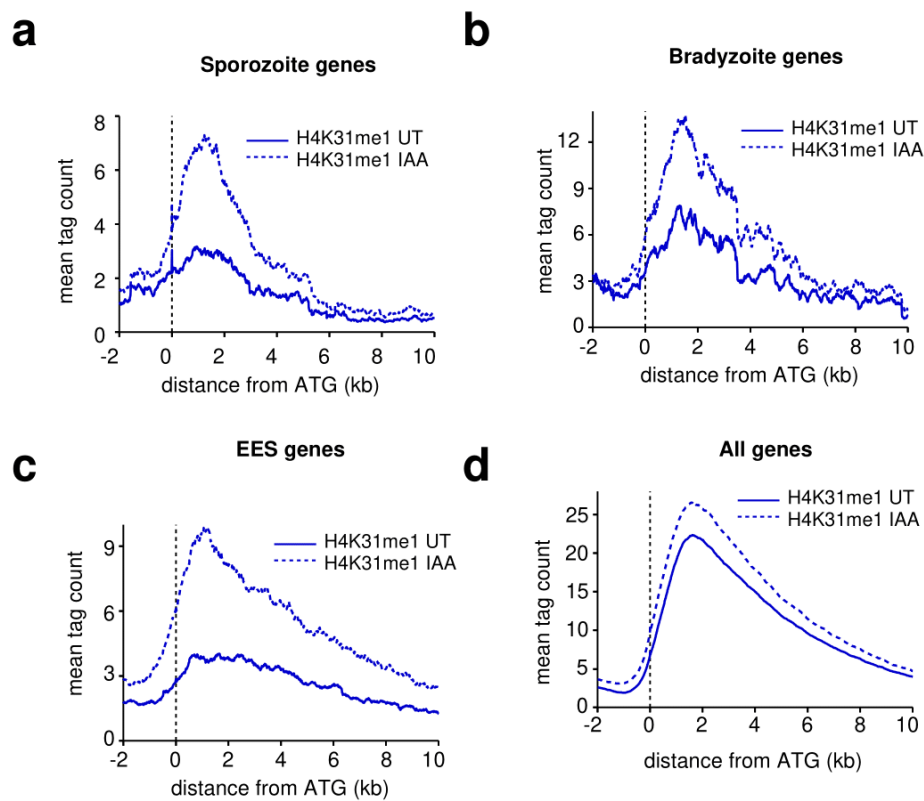 a
Sporozoite genes
8
6
4
2
0
mean tag count
H4K31me1 UT
H4K31me1 IAA
-2 0 2 4 6 8 10
distance from ATG (kb)
b
Bradyzoite genes
12
9
6
3
0
mean tag count
H4K31me1 UT
H4K31me1 IAA
-2 0 2 4 6 8 10
distance from ATG (kb)
c
EES genes
9
6
3
0
mean tag count
H4K31me1 UT
H4K31me1 IAA
-2 0 2 4 6 8 10
distance from ATG (kb)
d
All genes
25
20
15
10
5
0
mean tag count
H4K31me1 UT
H4K31me1 IAA
-2 0 2 4 6 8 10
distance from ATG (kb)